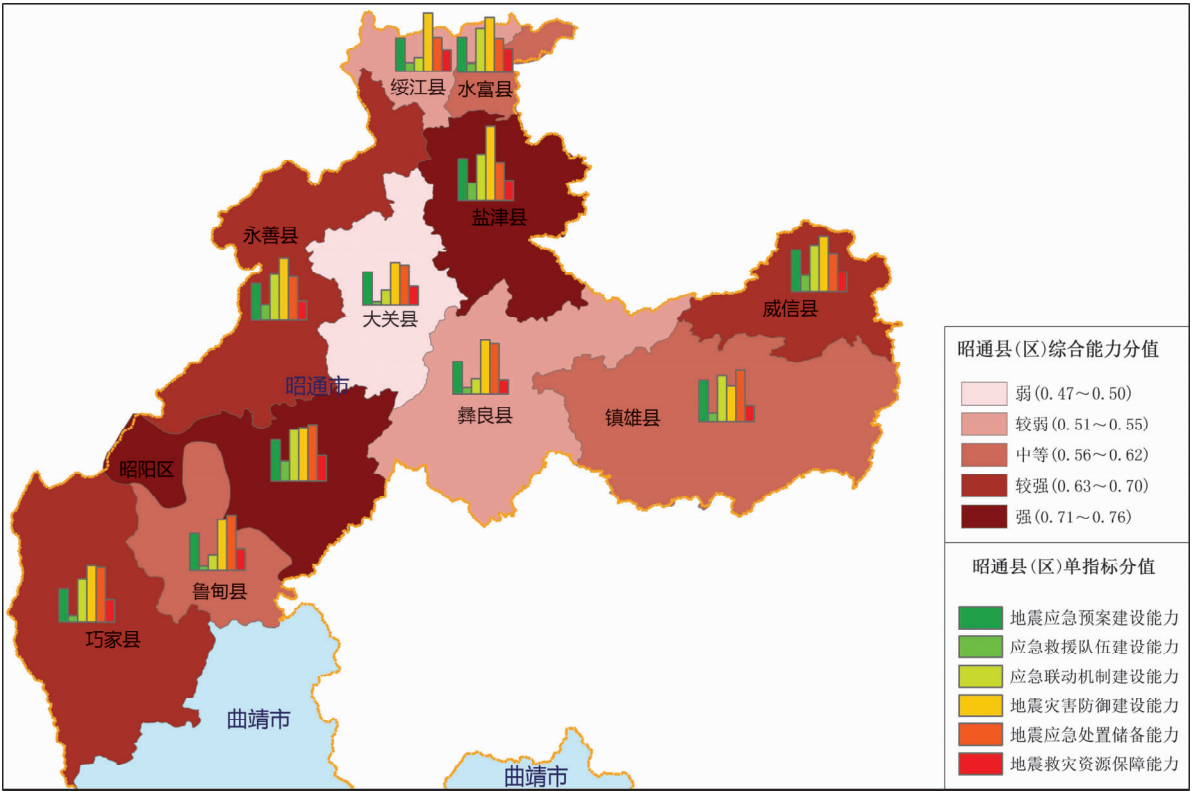 绥江县
水富县
盐津县
永善县
大关县
威信县
昭通市
彝良县
镇雄县
昭阳区
鲁甸县
巧家县
曲靖市
曲靖市
昭通县(区)综合能力分值
弱(0.47～0.50)
较弱(0.51～0.55)
中等(0.56～0.62)
较强(0.63～0.70)
强(0.71～0.76)
昭通县(区)单指标分值
地震应急预案建设能力
应急救援队伍建设能力
应急联动机制建设能力
地震灾害防御建设能力
地震应急处置储备能力
地震救灾资源保障能力